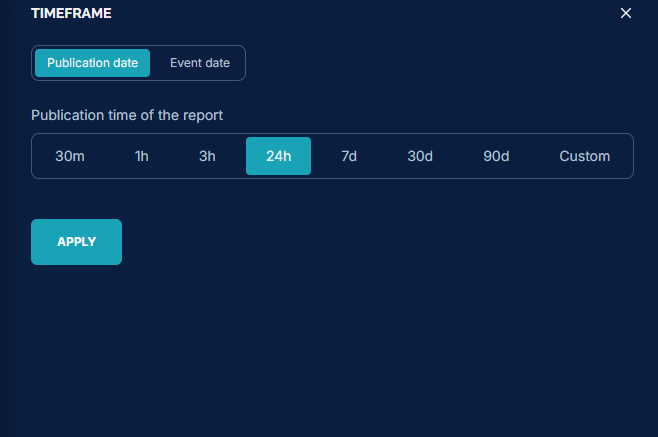 TIMEFRAME
Publication date Event date
Publication time of the report
30m 1h 3h 24h 7d 30d 90d Custom
APPLY